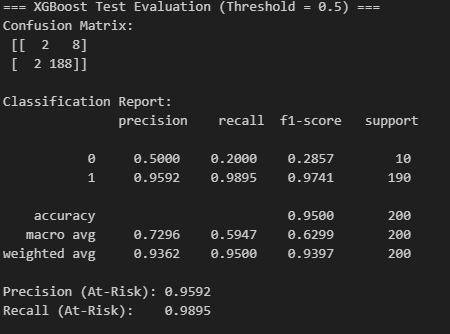 === XGBoost Test Evaluation (Threshold = 0.5) ===
Confusion Matrix:
[[  2   8]
 [  2 188]]
Classification Report:
              precision    recall  f1-score   support
           0     0.5000    0.2000    0.2857        10
           1     0.9592    0.9895    0.9741       190
    accuracy                         0.9500       200
   macro avg     0.7296    0.5947    0.6299       200
weighted avg     0.9362    0.9500    0.9397       200
Precision (At-Risk): 0.9592
Recall (At-Risk):    0.9895